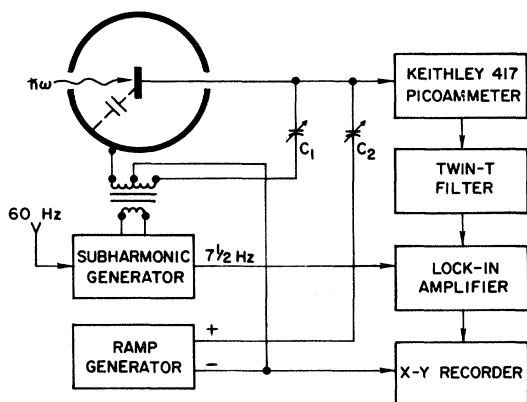 ħω
C1
C2
KEITHLEY 417
PICOAMMETER
TWIN-T
FILTER
60 Hz
SUBHARMONIC
GENERATOR
7½ Hz
LOCK-IN
AMPLIFIER
RAMP
GENERATOR
+
−
X-Y RECORDER